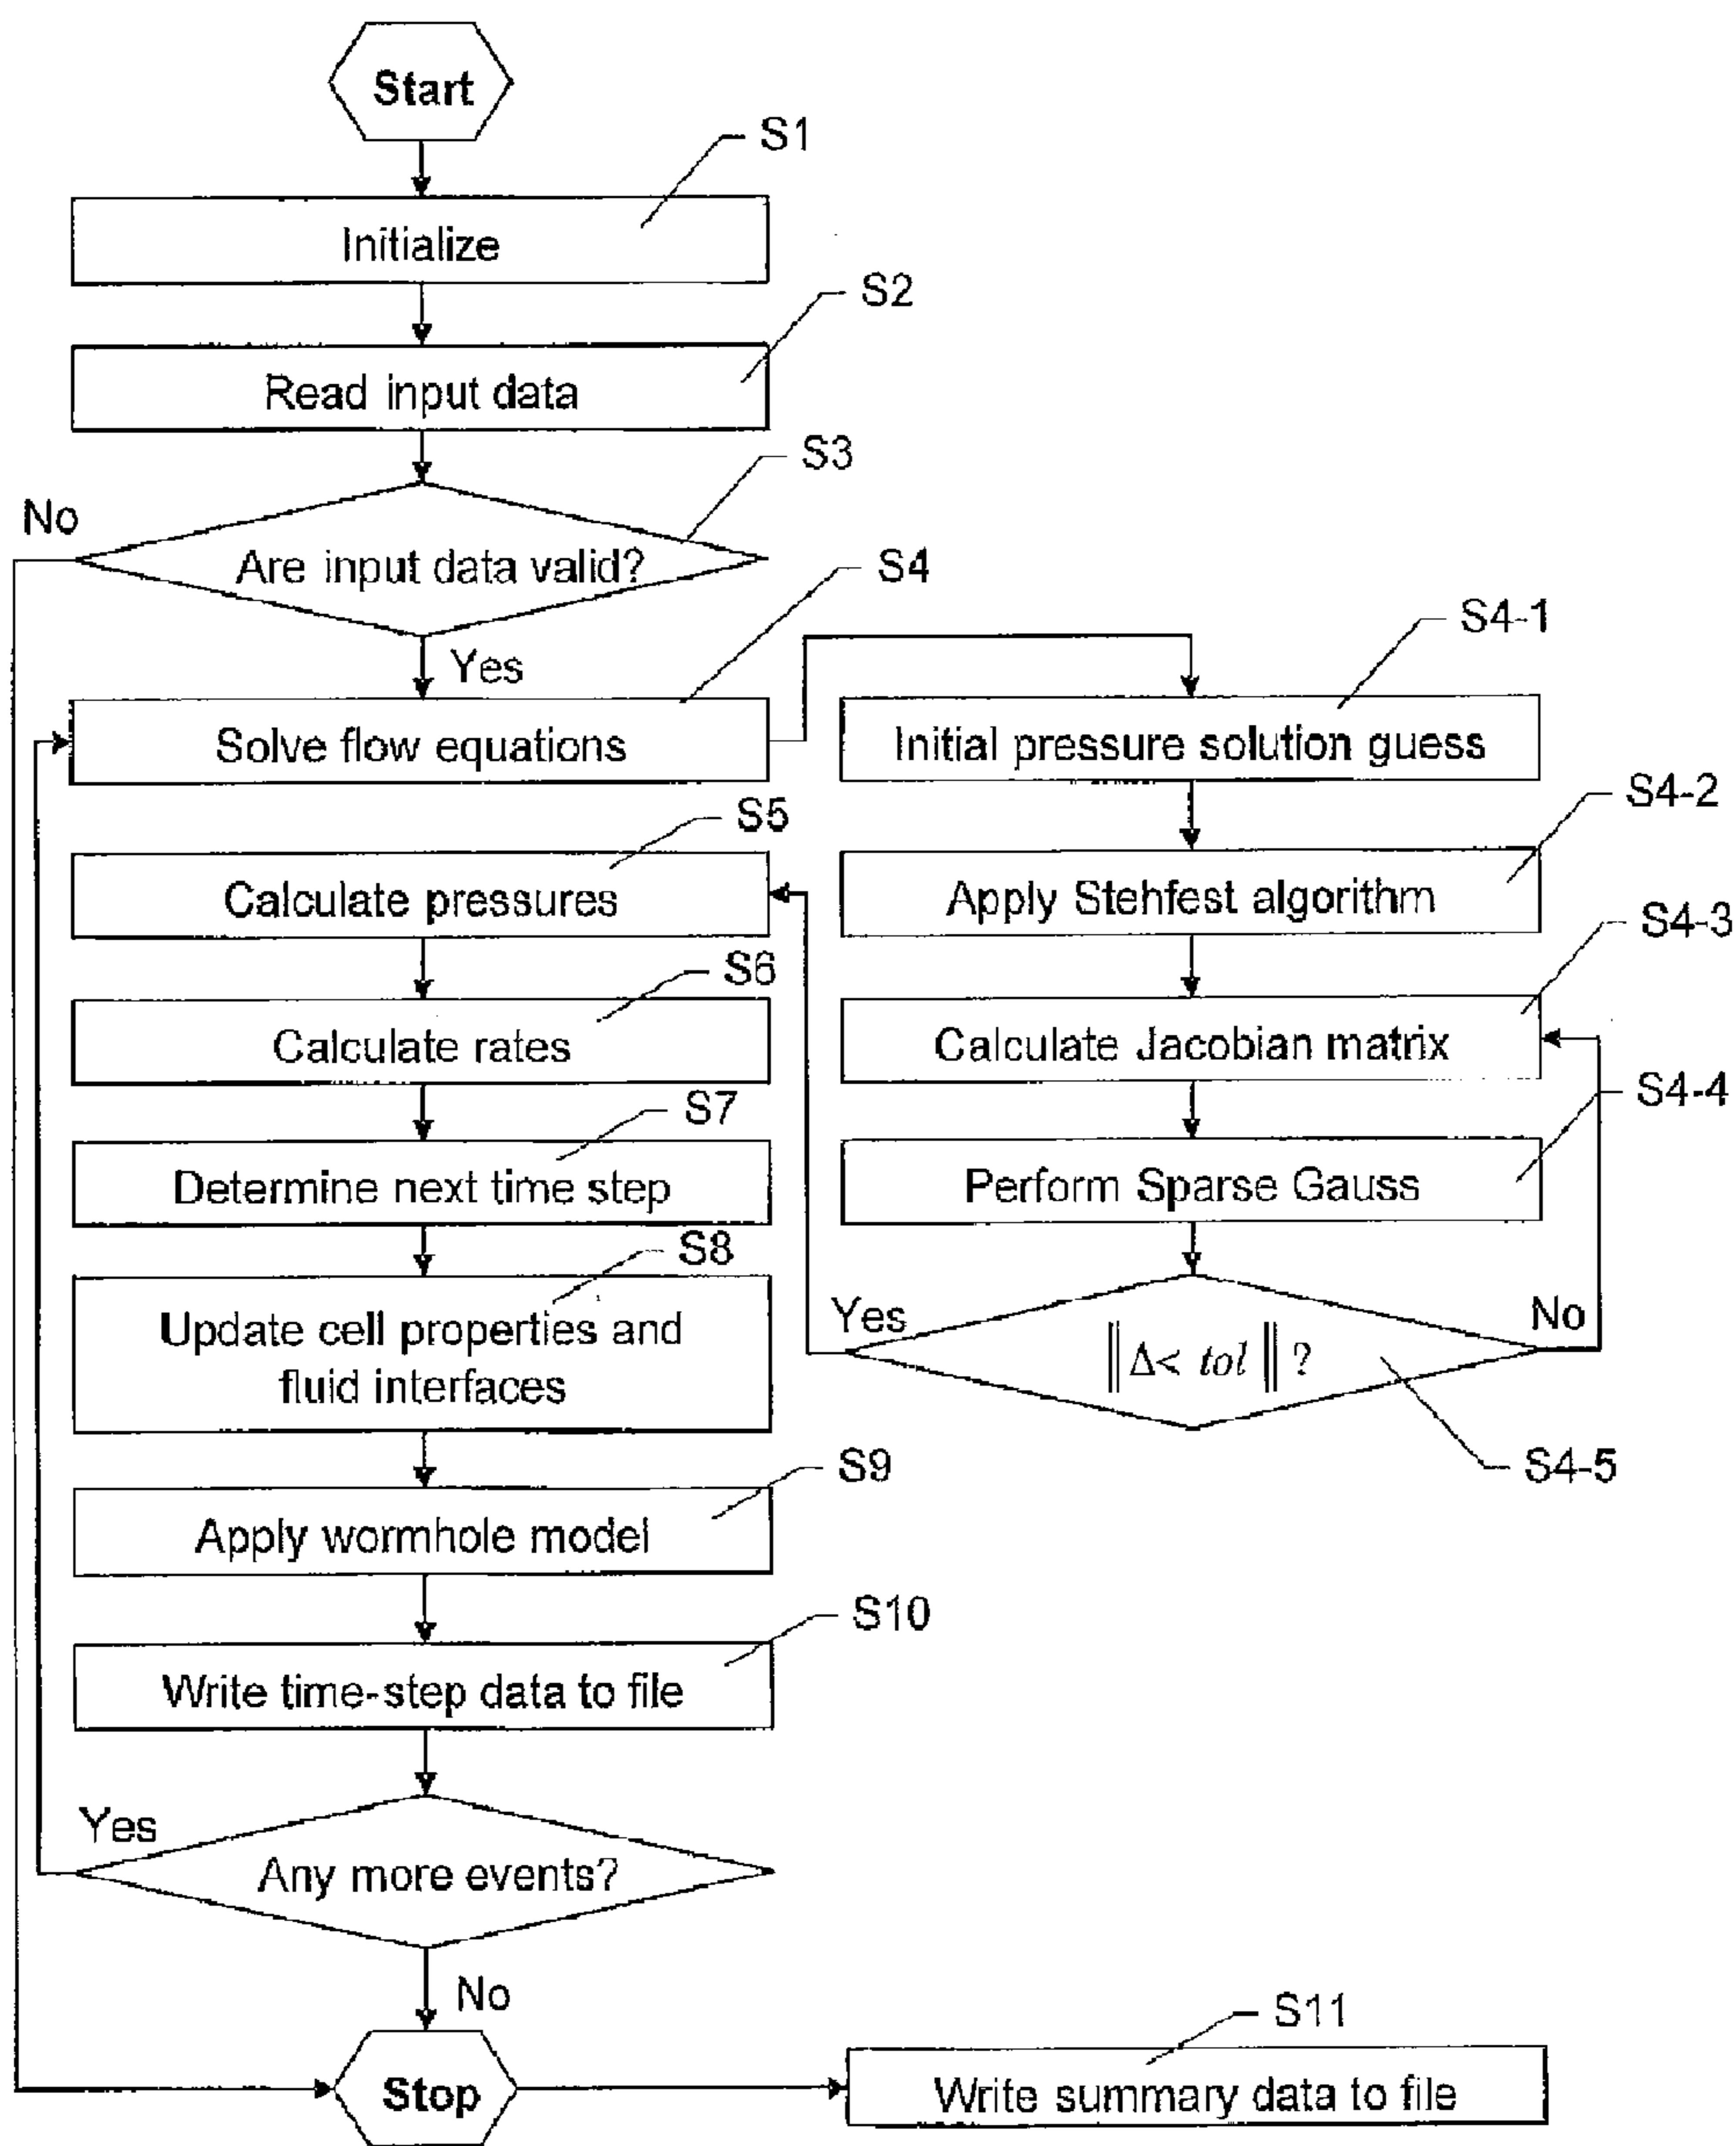 Start
S1
Initialize
S2
Read input data
S3
No
Are input data valid?
S4
Yes
S4-1
Solve flow equations
Initial pressure solution guess
S4-2
S5
Calculate pressures
Apply Stehfest algorithm
S4-3
S6
Calculate rates
Calculate Jacobian matrix
S4-4
S7
Determine next time step
Perform Sparse Gauss
S8
Update cell properties and
fluid interfaces
Yes
No
‖Δ< tol‖?
S4-5
S9
Apply wormhole model
S10
Write time-step data to file
Yes
Any more events?
No
S11
Stop
Write summary data to file